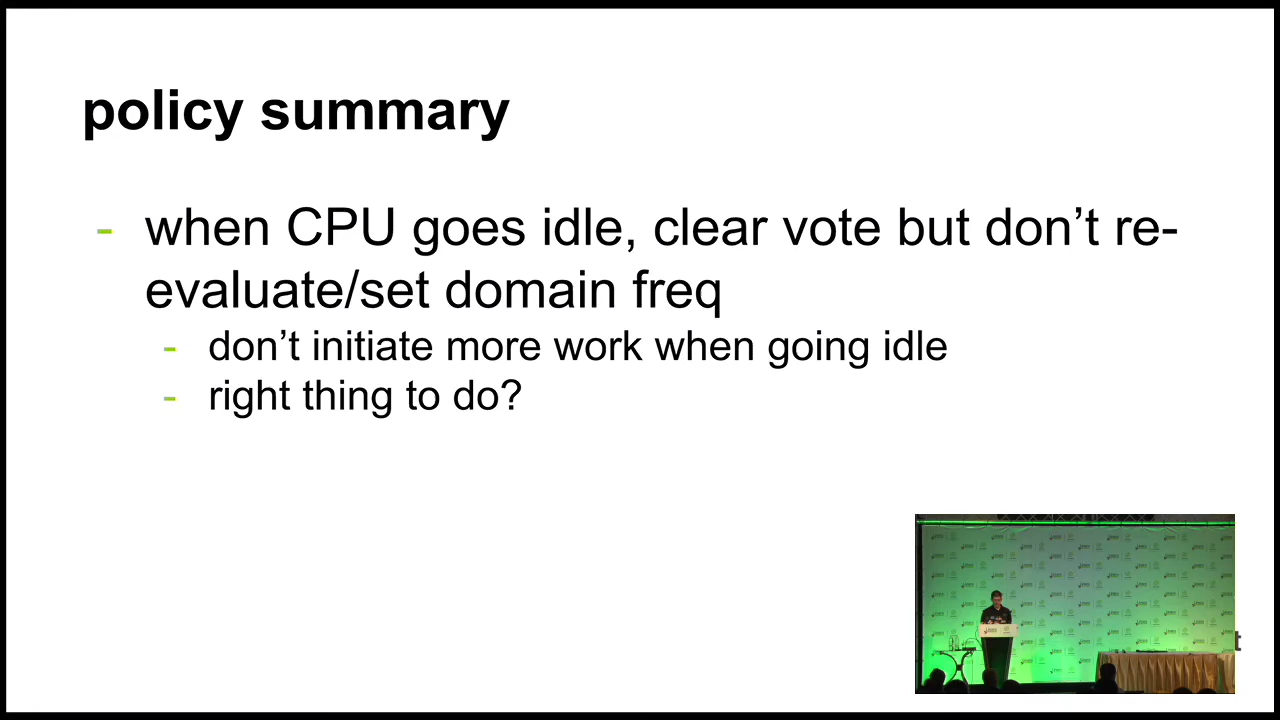 policy summary
- when CPU goes idle, clear vote but don’t re-
evaluate/set domain freq
- don’t initiate more work when going idle
- right thing to do?
t